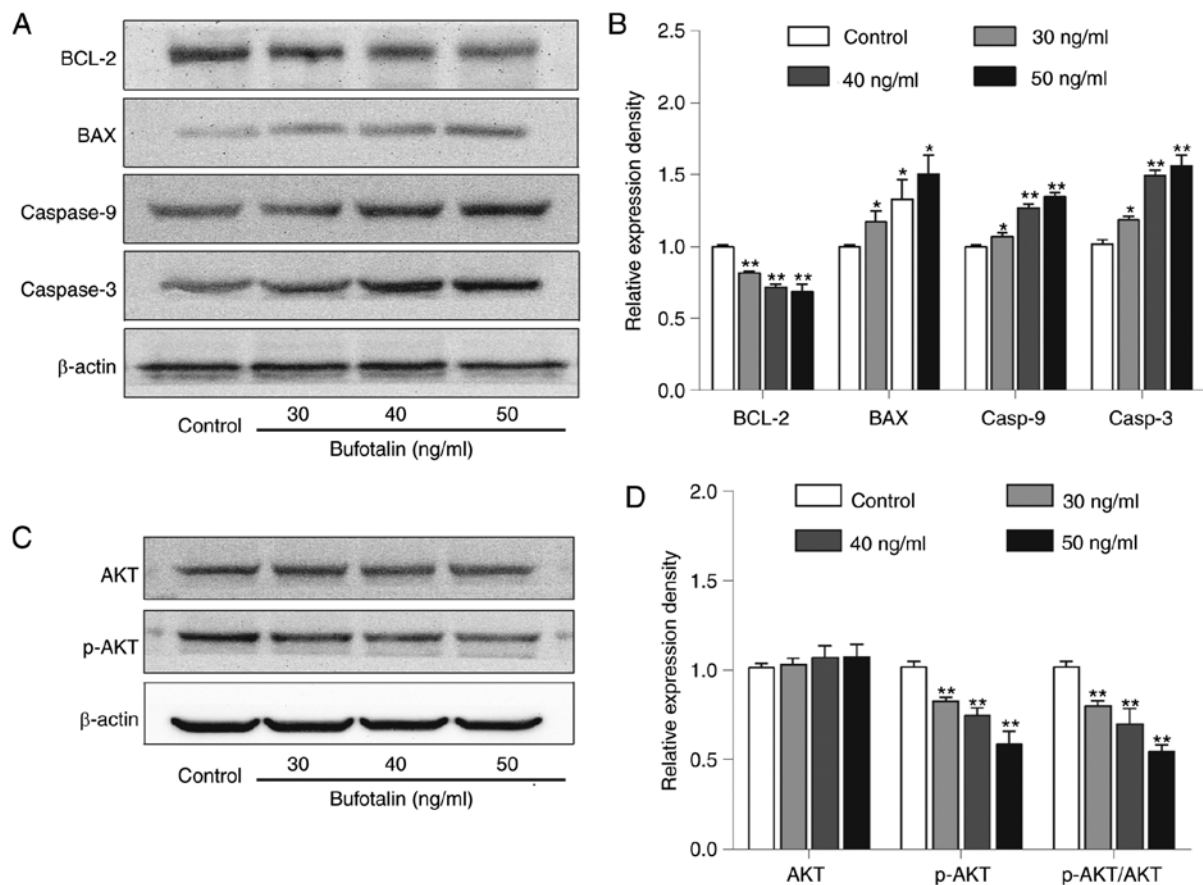 A
BCL-2
BAX
Caspase-9
Caspase-3
β-actin
Control 30 40 50
Bufotalin (ng/ml)
B
Relative expression density
2.5
2.0
1.5
1.0
0.5
0.0
Control 30 ng/ml
40 ng/ml 50 ng/ml
** ** **
* * *
* ** **
* ** **
BCL-2 BAX Casp-9 Casp-3
C
AKT
p-AKT
β-actin
Control 30 40 50
Bufotalin (ng/ml)
D
Relative expression density
2.0
1.5
1.0
0.5
0.0
Control 30 ng/ml
40 ng/ml 50 ng/ml
** ** **
** ** **
AKT p-AKT p-AKT/AKT